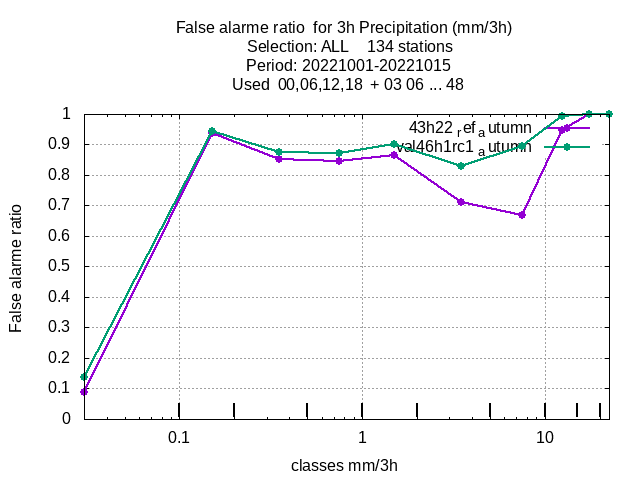 False alarme ratio  for 3h Precipitation (mm/3h)
Selection: ALL    134 stations
Period: 20221001-20221015
Used  00,06,12,18  + 03 06 ... 48
1
0.9
0.8
0.7
0.6
0.5
0.4
0.3
0.2
0.1
0
False alarme ratio
43h22_ref_autumn
val46h1rc1_autumn
0.1
1
10
classes mm/3h